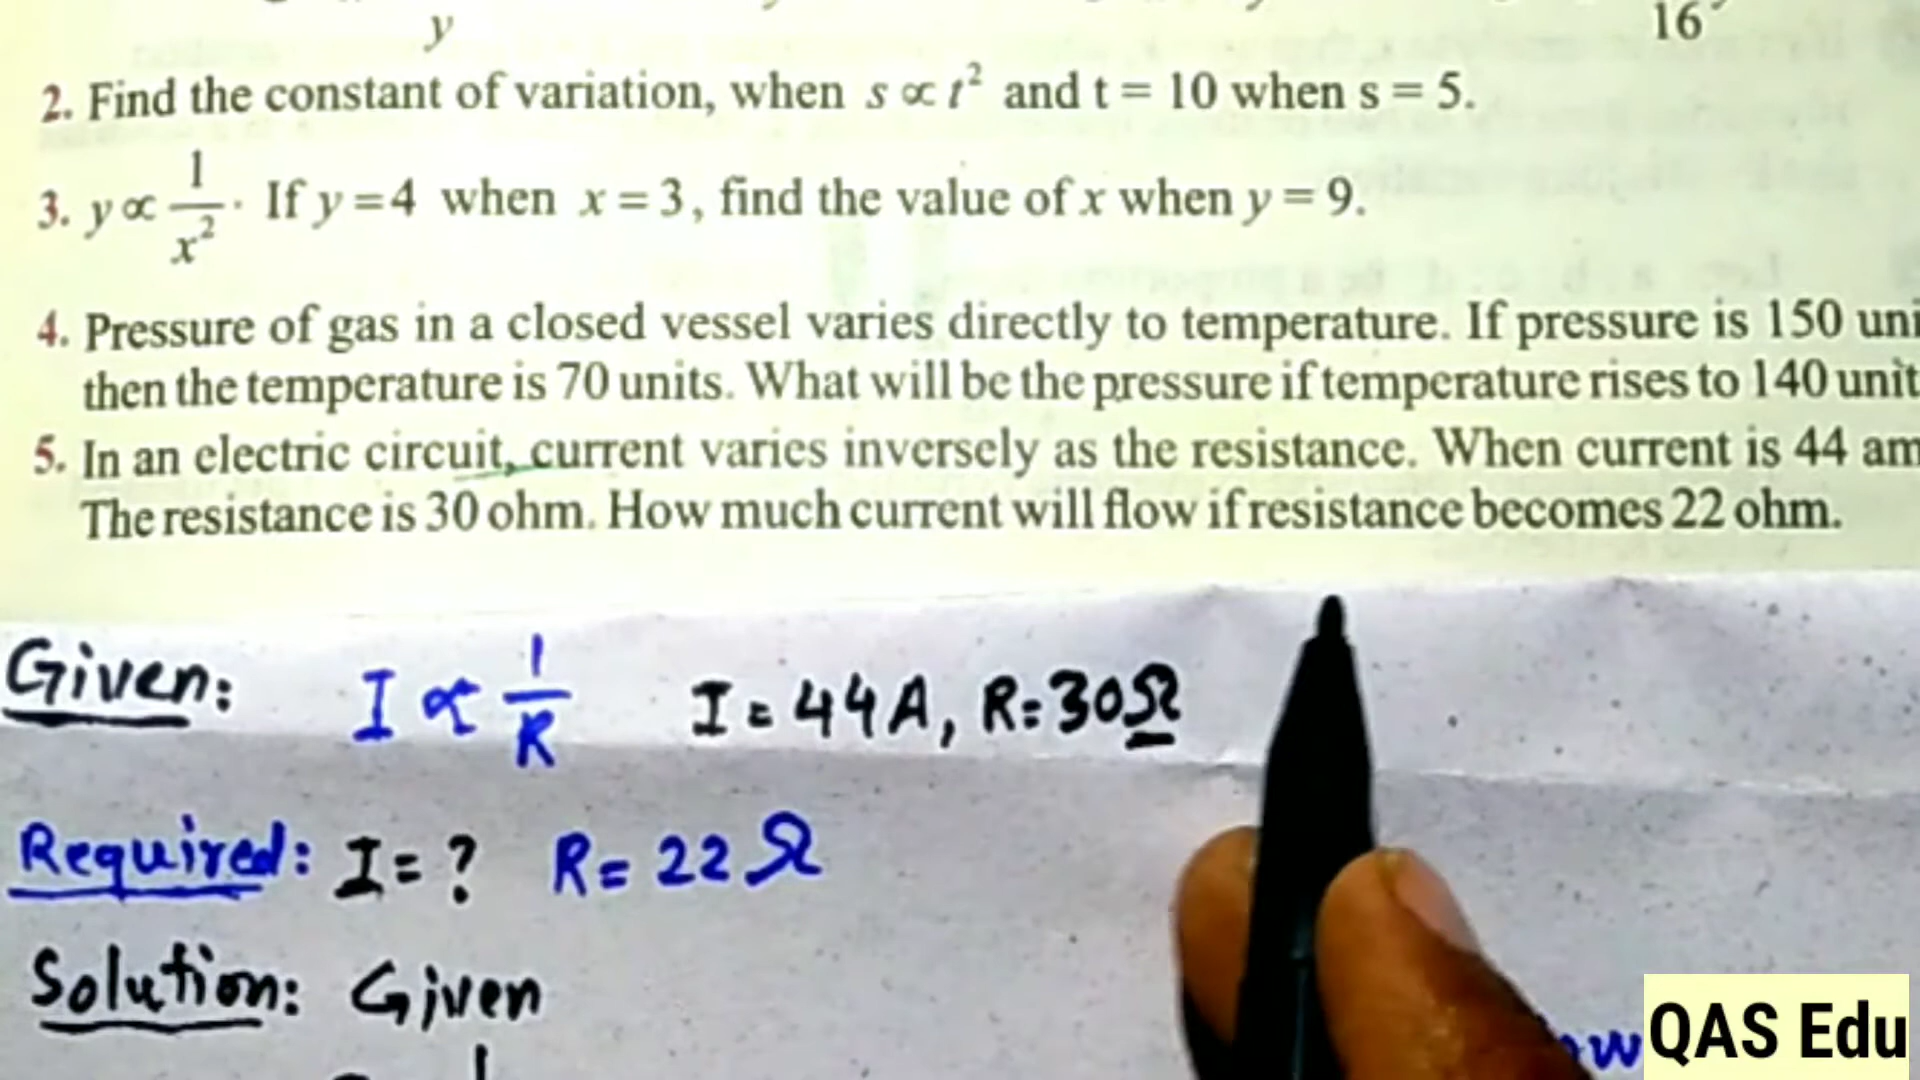 y
16
2. Find the constant of variation, when s ∝ t² and t = 10 when s = 5.
3. y ∝ 1/x². If y = 4 when x = 3, find the value of x when y = 9.
4. Pressure of gas in a closed vessel varies directly to temperature. If pressure is 150 uni
then the temperature is 70 units. What will be the pressure if temperature rises to 140 unit
5. In an electric circuit, current varies inversely as the resistance. When current is 44 am
The resistance is 30 ohm. How much current will flow if resistance becomes 22 ohm.
Given: I ∝ 1/R I = 44A, R = 30Ω
Required: I = ? R = 22Ω
Solution: Given
QAS Edu